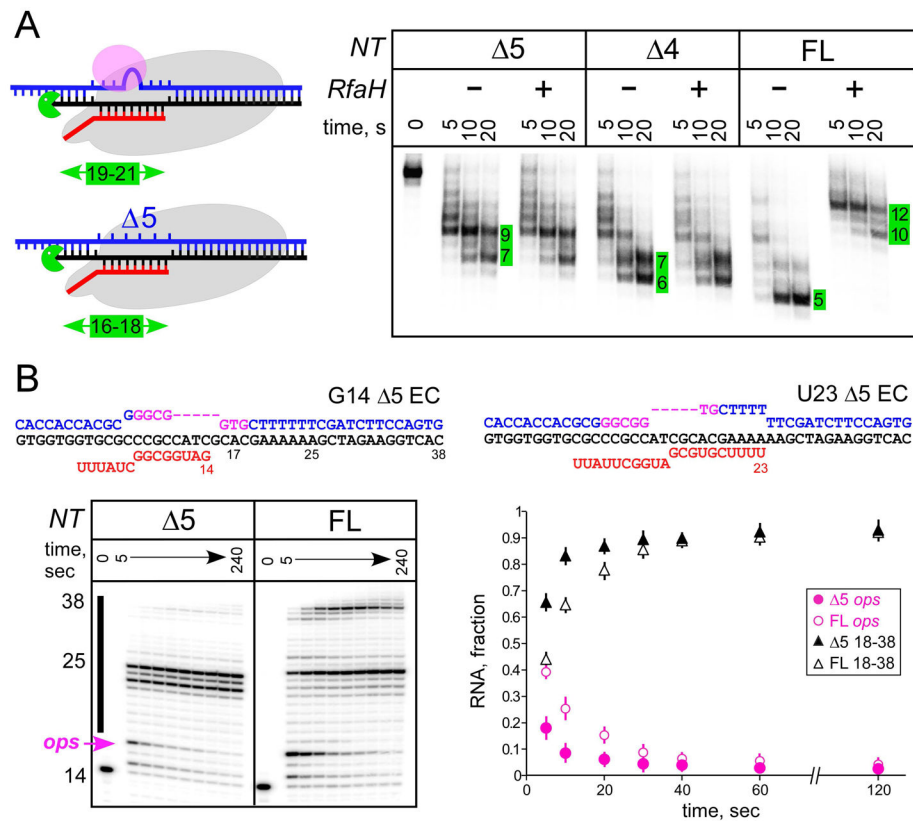 A
NT
Δ5
Δ4
FL
RfaH
–
+
–
+
–
+
time, s
0
5
10
20
5
10
20
5
10
20
5
10
20
5
10
20
5
10
20
19-21
Δ5
16-18
9
7
7
6
5
12
10
B
G14 Δ5 EC
GGGCG-----GTG
CACCACCACGC
CTTTTTTCGATCTTCCAGTG
GTGGTGGTGCGCCCGCCATCGCACGAAAAAAGCTAGAAGGTCAC
GGCGGUAG
UUUAUC
14
17
25
38
U23 Δ5 EC
-----TGCTTTT
CACCACCACGCGGGCGG
TTCGATCTTCCAGTG
GTGGTGGTGCGCCCGCCATCGCACGAAAAAAGCTAGAAGGTCAC
GCGUGCUUUU
UUAUUCGGUA
23
NT
Δ5
FL
time,
sec
0
5
240
0
5
240
38
25
ops
14
RNA, fraction
1
0.9
0.8
0.7
0.6
0.5
0.4
0.3
0.2
0.1
0
0
20
40
60
120
time, sec
Δ5 ops
FL ops
Δ5 18-38
FL 18-38